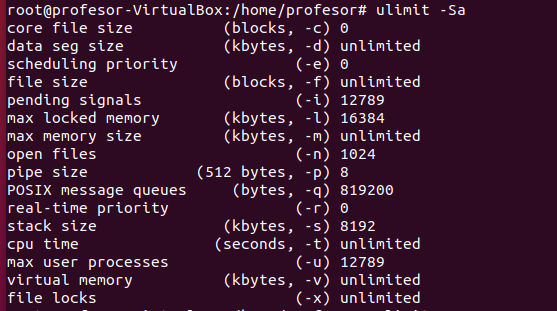 root@profesor-VirtualBox:/home/profesor# ulimit -Sa
core file size          (blocks, -c) 0
data seg size           (kbytes, -d) unlimited
scheduling priority             (-e) 0
file size               (blocks, -f) unlimited
pending signals                 (-i) 12789
max locked memory       (kbytes, -l) 16384
max memory size         (kbytes, -m) unlimited
open files                      (-n) 1024
pipe size            (512 bytes, -p) 8
POSIX message queues     (bytes, -q) 819200
real-time priority              (-r) 0
stack size              (kbytes, -s) 8192
cpu time               (seconds, -t) unlimited
max user processes              (-u) 12789
virtual memory          (kbytes, -v) unlimited
file locks                      (-x) unlimited